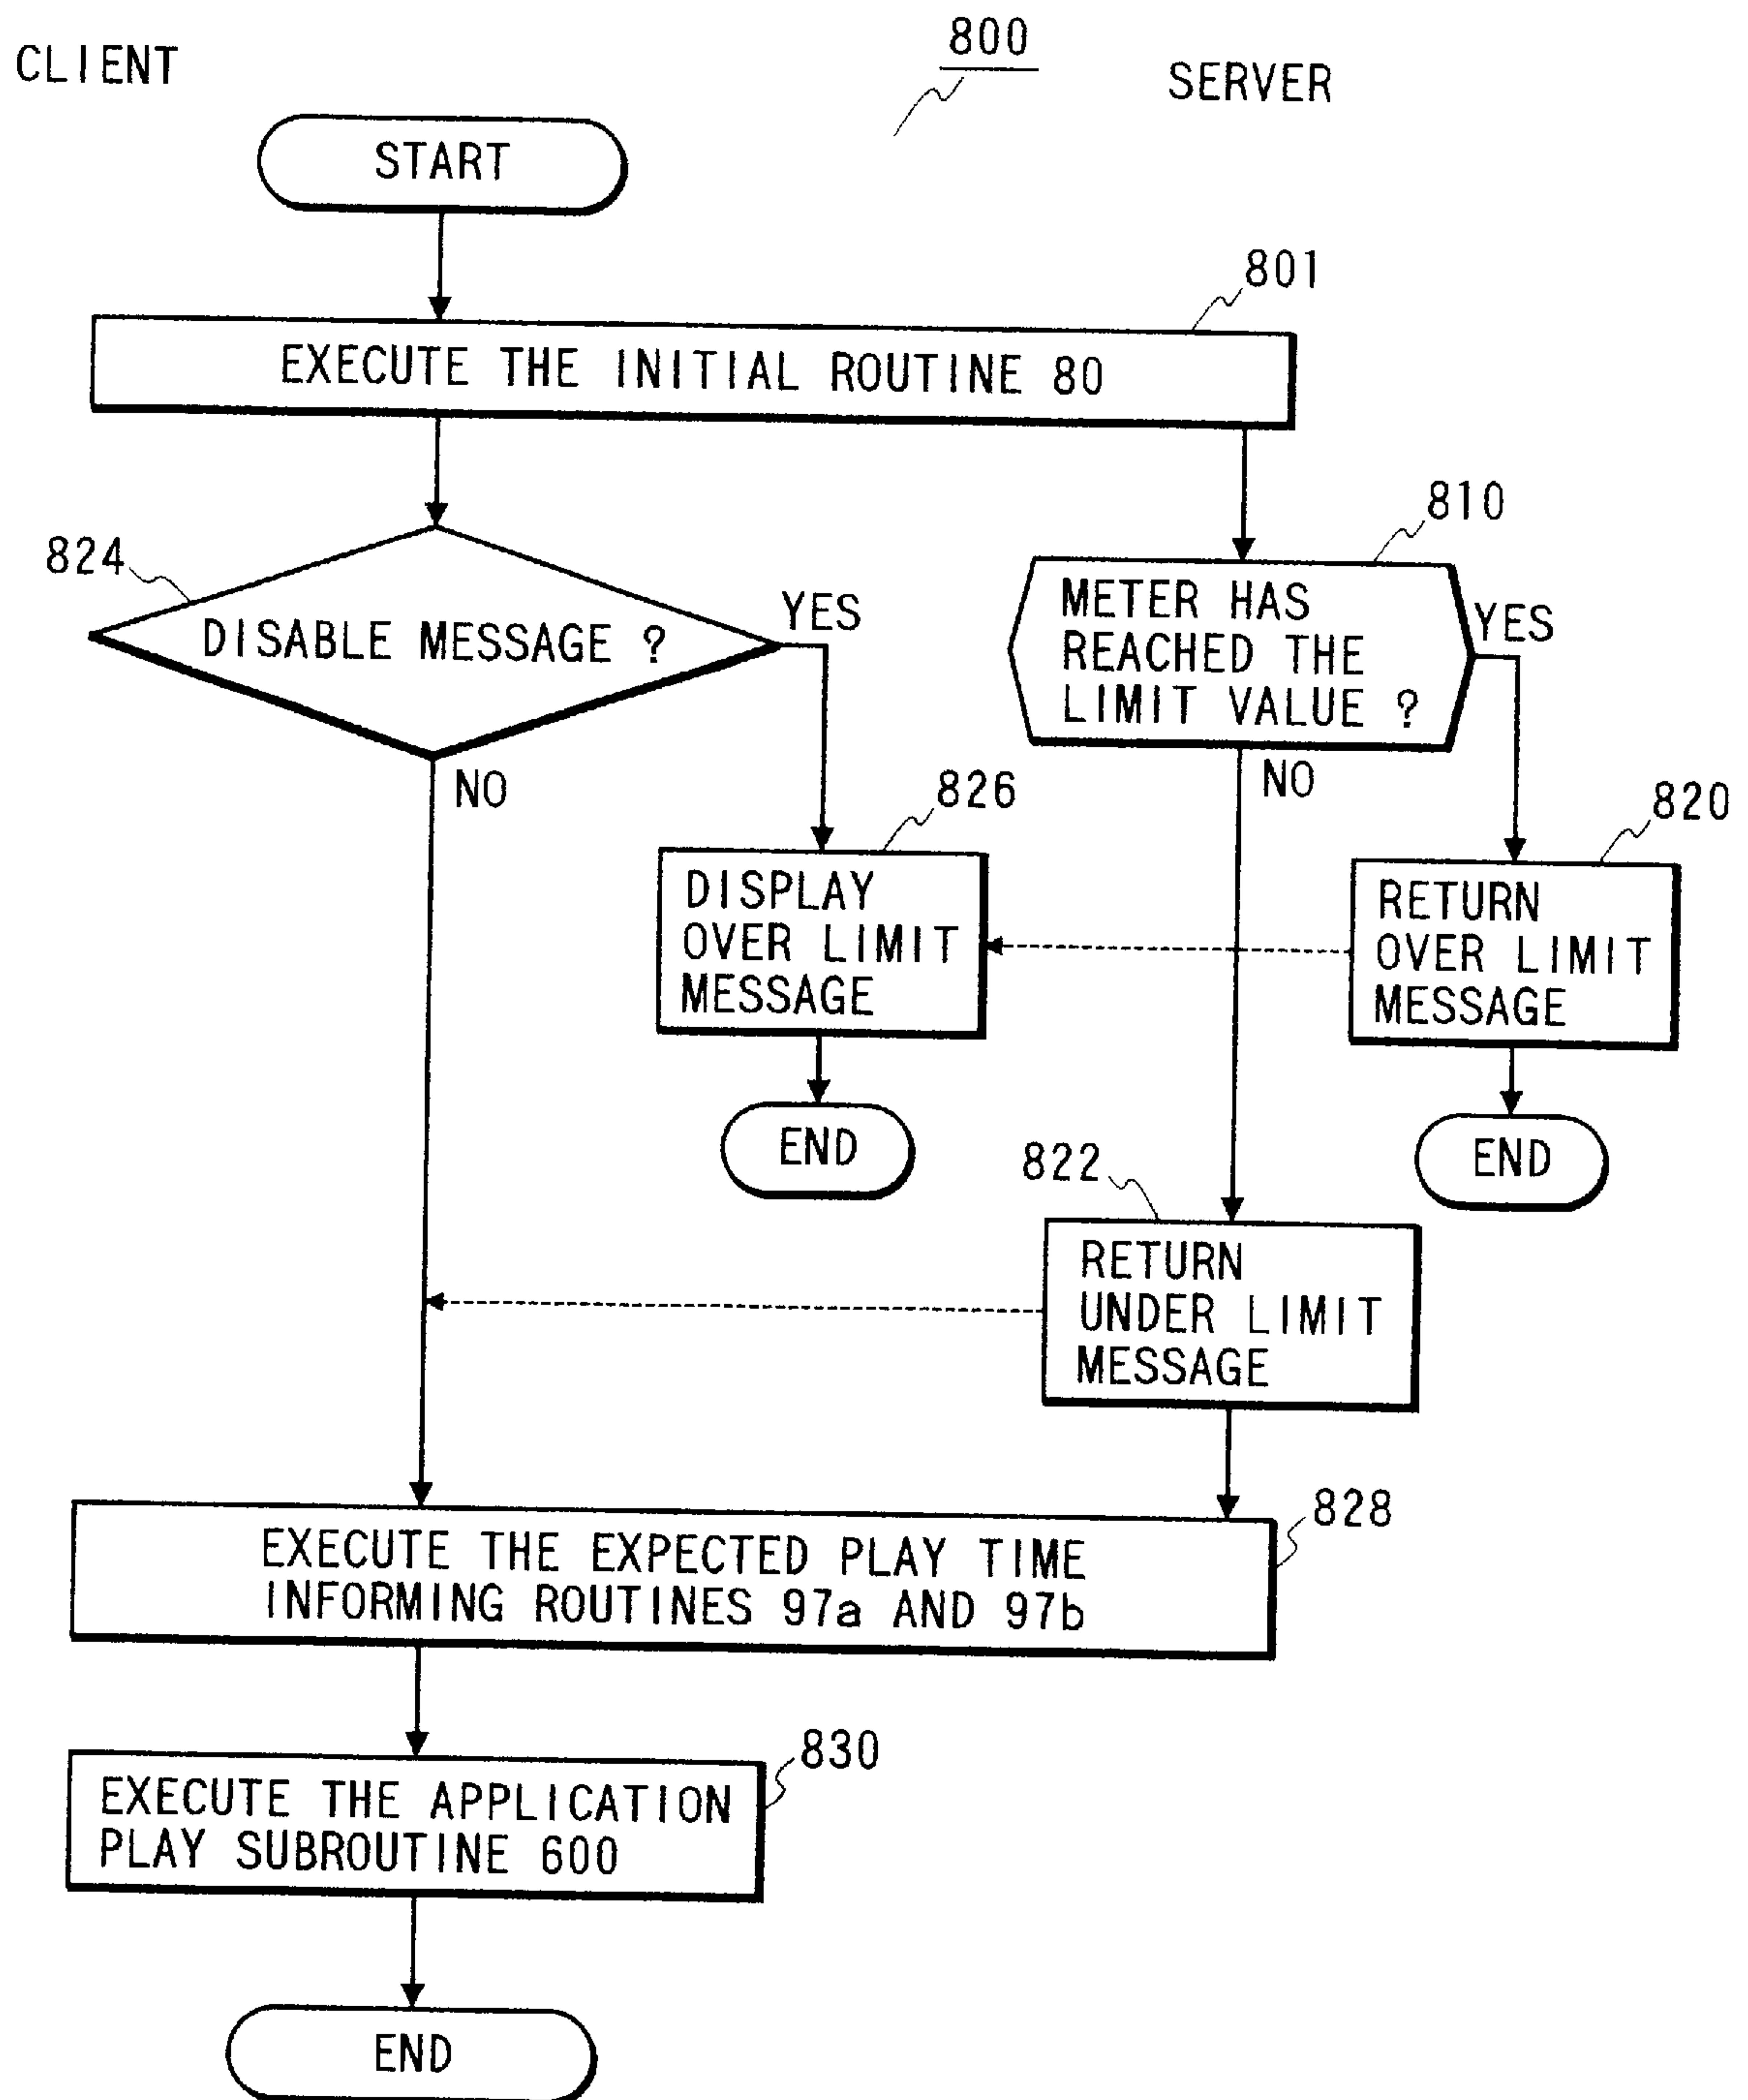 CLIENT
800
SERVER
START
801
EXECUTE THE INITIAL ROUTINE 80
810
824
DISABLE MESSAGE ?
YES
METER HAS
REACHED THE
LIMIT VALUE ?
YES
NO
NO
826
820
DISPLAY
OVER LIMIT
MESSAGE
RETURN
OVER LIMIT
MESSAGE
END
END
822
RETURN
UNDER LIMIT
MESSAGE
828
EXECUTE THE EXPECTED PLAY TIME
INFORMING ROUTINES 97a AND 97b
830
EXECUTE THE APPLICATION
PLAY SUBROUTINE 600
END